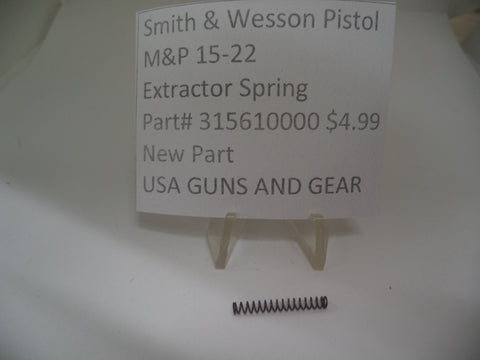 Smith & Wesson Pistol
M&P 15-22
Extractor Spring
Part# 315610000 $4.99
New Part
USA GUNS AND GEAR